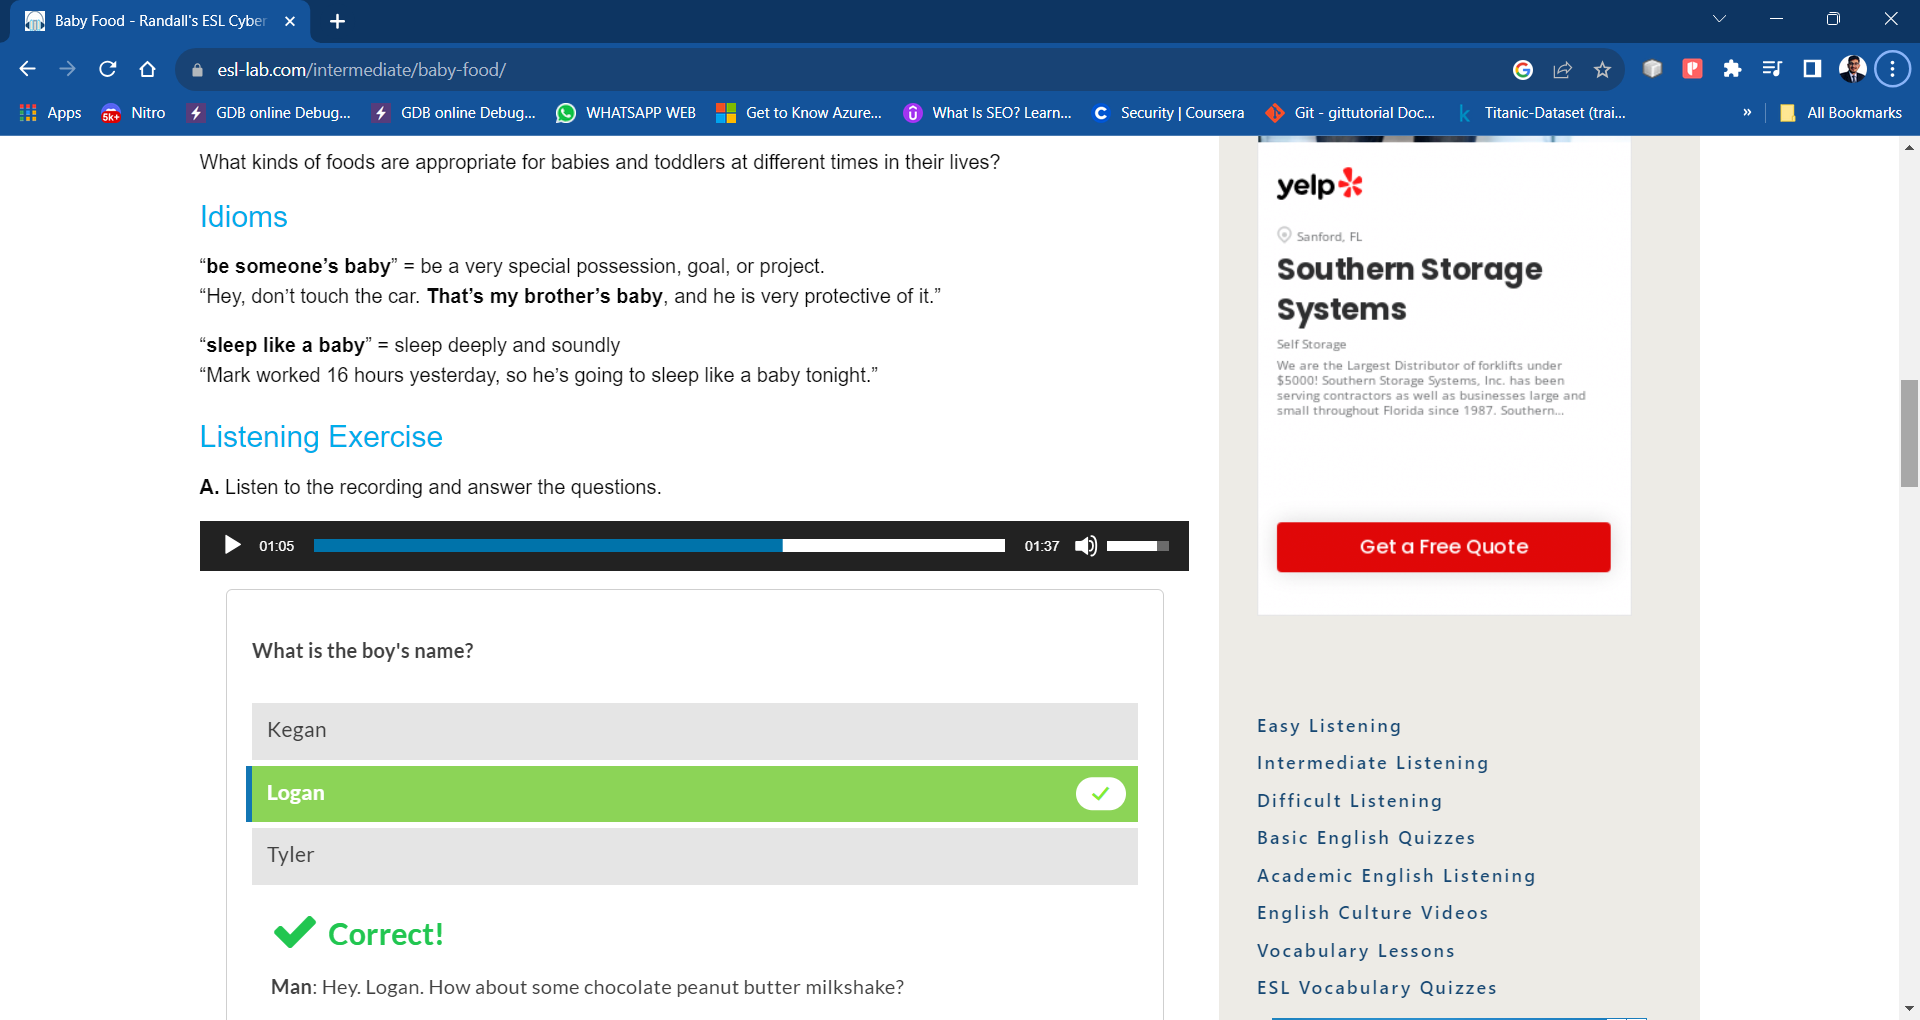 Baby Food - Randall's ESL Cyber
esl-lab.com/intermediate/baby-food/
Apps
5k+
Nitro
GDB online Debug...
GDB online Debug...
WHATSAPP WEB
Get to Know Azure...
What Is SEO? Learn...
Security | Coursera
Git - gittutorial Doc...
Titanic-Dataset (trai...
»
All Bookmarks
What kinds of foods are appropriate for babies and toddlers at different times in their lives?
Idioms
“be someone’s baby” = be a very special possession, goal, or project.
“Hey, don’t touch the car. That’s my brother’s baby, and he is very protective of it.”
“sleep like a baby” = sleep deeply and soundly
“Mark worked 16 hours yesterday, so he’s going to sleep like a baby tonight.”
Listening Exercise
A. Listen to the recording and answer the questions.
01:05
01:37
What is the boy's name?
Kegan
Logan
Tyler
Correct!
Man: Hey. Logan. How about some chocolate peanut butter milkshake?
yelp
Sanford, FL
Southern Storage
Systems
Self Storage
We are the Largest Distributor of forklifts under
$5000! Southern Storage Systems, Inc. has been
serving contractors as well as businesses large and
small throughout Florida since 1987. Southern...
Get a Free Quote
Easy Listening
Intermediate Listening
Difficult Listening
Basic English Quizzes
Academic English Listening
English Culture Videos
Vocabulary Lessons
ESL Vocabulary Quizzes